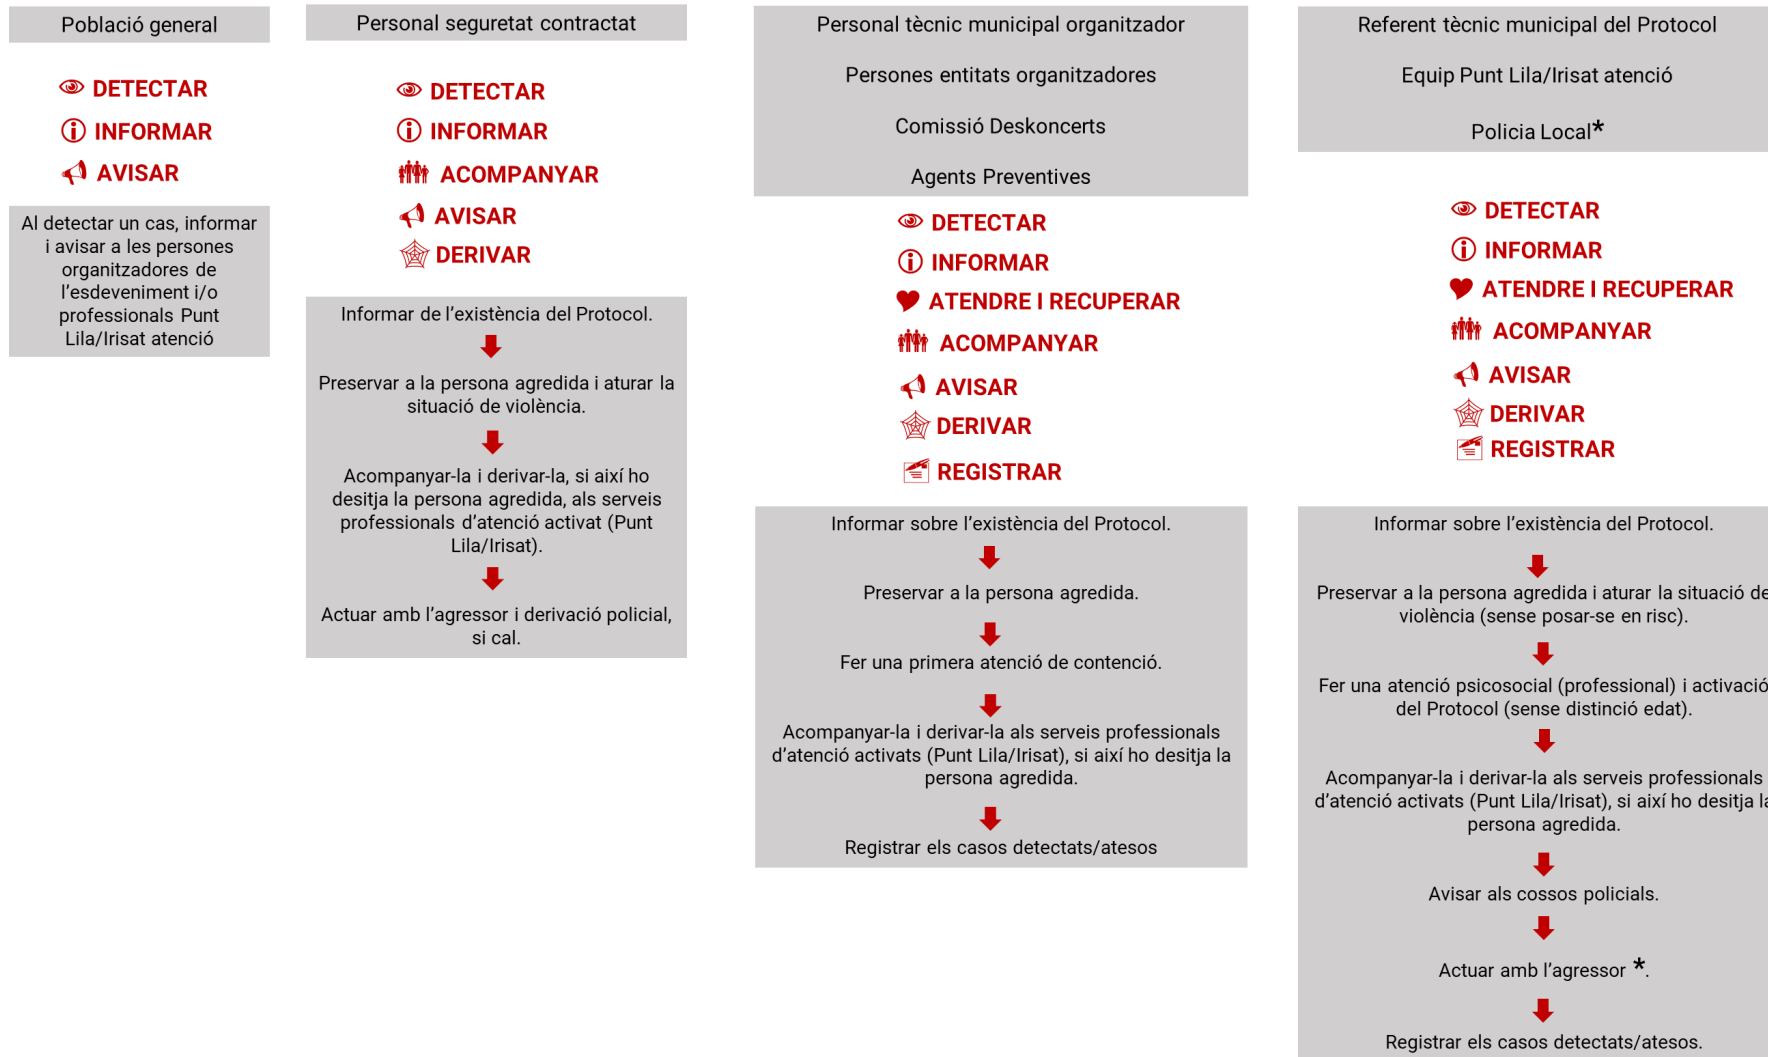 Població general
DETECTAR
INFORMAR
AVISAR
Al detectar un cas, informar
i avisar a les persones
organitzadores de
l’esdeveniment i/o
professionals Punt
Lila/Irisat atenció
Personal seguretat contractat
DETECTAR
INFORMAR
ACOMPANYAR
AVISAR
DERIVAR
Informar de l’existència del Protocol.
Preservar a la persona agredida i aturar la
situació de violència.
Acompanyar-la i derivar-la, si així ho
desitja la persona agredida, als serveis
professionals d’atenció activat (Punt
Lila/Irisat).
Actuar amb l’agressor i derivació policial,
si cal.
Personal tècnic municipal organitzador
Persones entitats organitzadores
Comissió Deskoncerts
Agents Preventives
DETECTAR
INFORMAR
ATENDRE I RECUPERAR
ACOMPANYAR
AVISAR
DERIVAR
REGISTRAR
Informar sobre l’existència del Protocol.
Preservar a la persona agredida.
Fer una primera atenció de contenció.
Acompanyar-la i derivar-la als serveis professionals
d’atenció activats (Punt Lila/Irisat), si així ho desitja la
persona agredida.
Registrar els casos detectats/atesos
Referent tècnic municipal del Protocol
Equip Punt Lila/Irisat atenció
Policia Local*
DETECTAR
INFORMAR
ATENDRE I RECUPERAR
ACOMPANYAR
AVISAR
DERIVAR
REGISTRAR
Informar sobre l’existència del Protocol.
Preservar a la persona agredida i aturar la situació de
violència (sense posar-se en risc).
Fer una atenció psicosocial (professional) i activació
del Protocol (sense distinció edat).
Acompanyar-la i derivar-la als serveis professionals
d’atenció activats (Punt Lila/Irisat), si així ho desitja la
persona agredida.
Avisar als cossos policials.
Actuar amb l’agressor *.
Registrar els casos detectats/atesos.